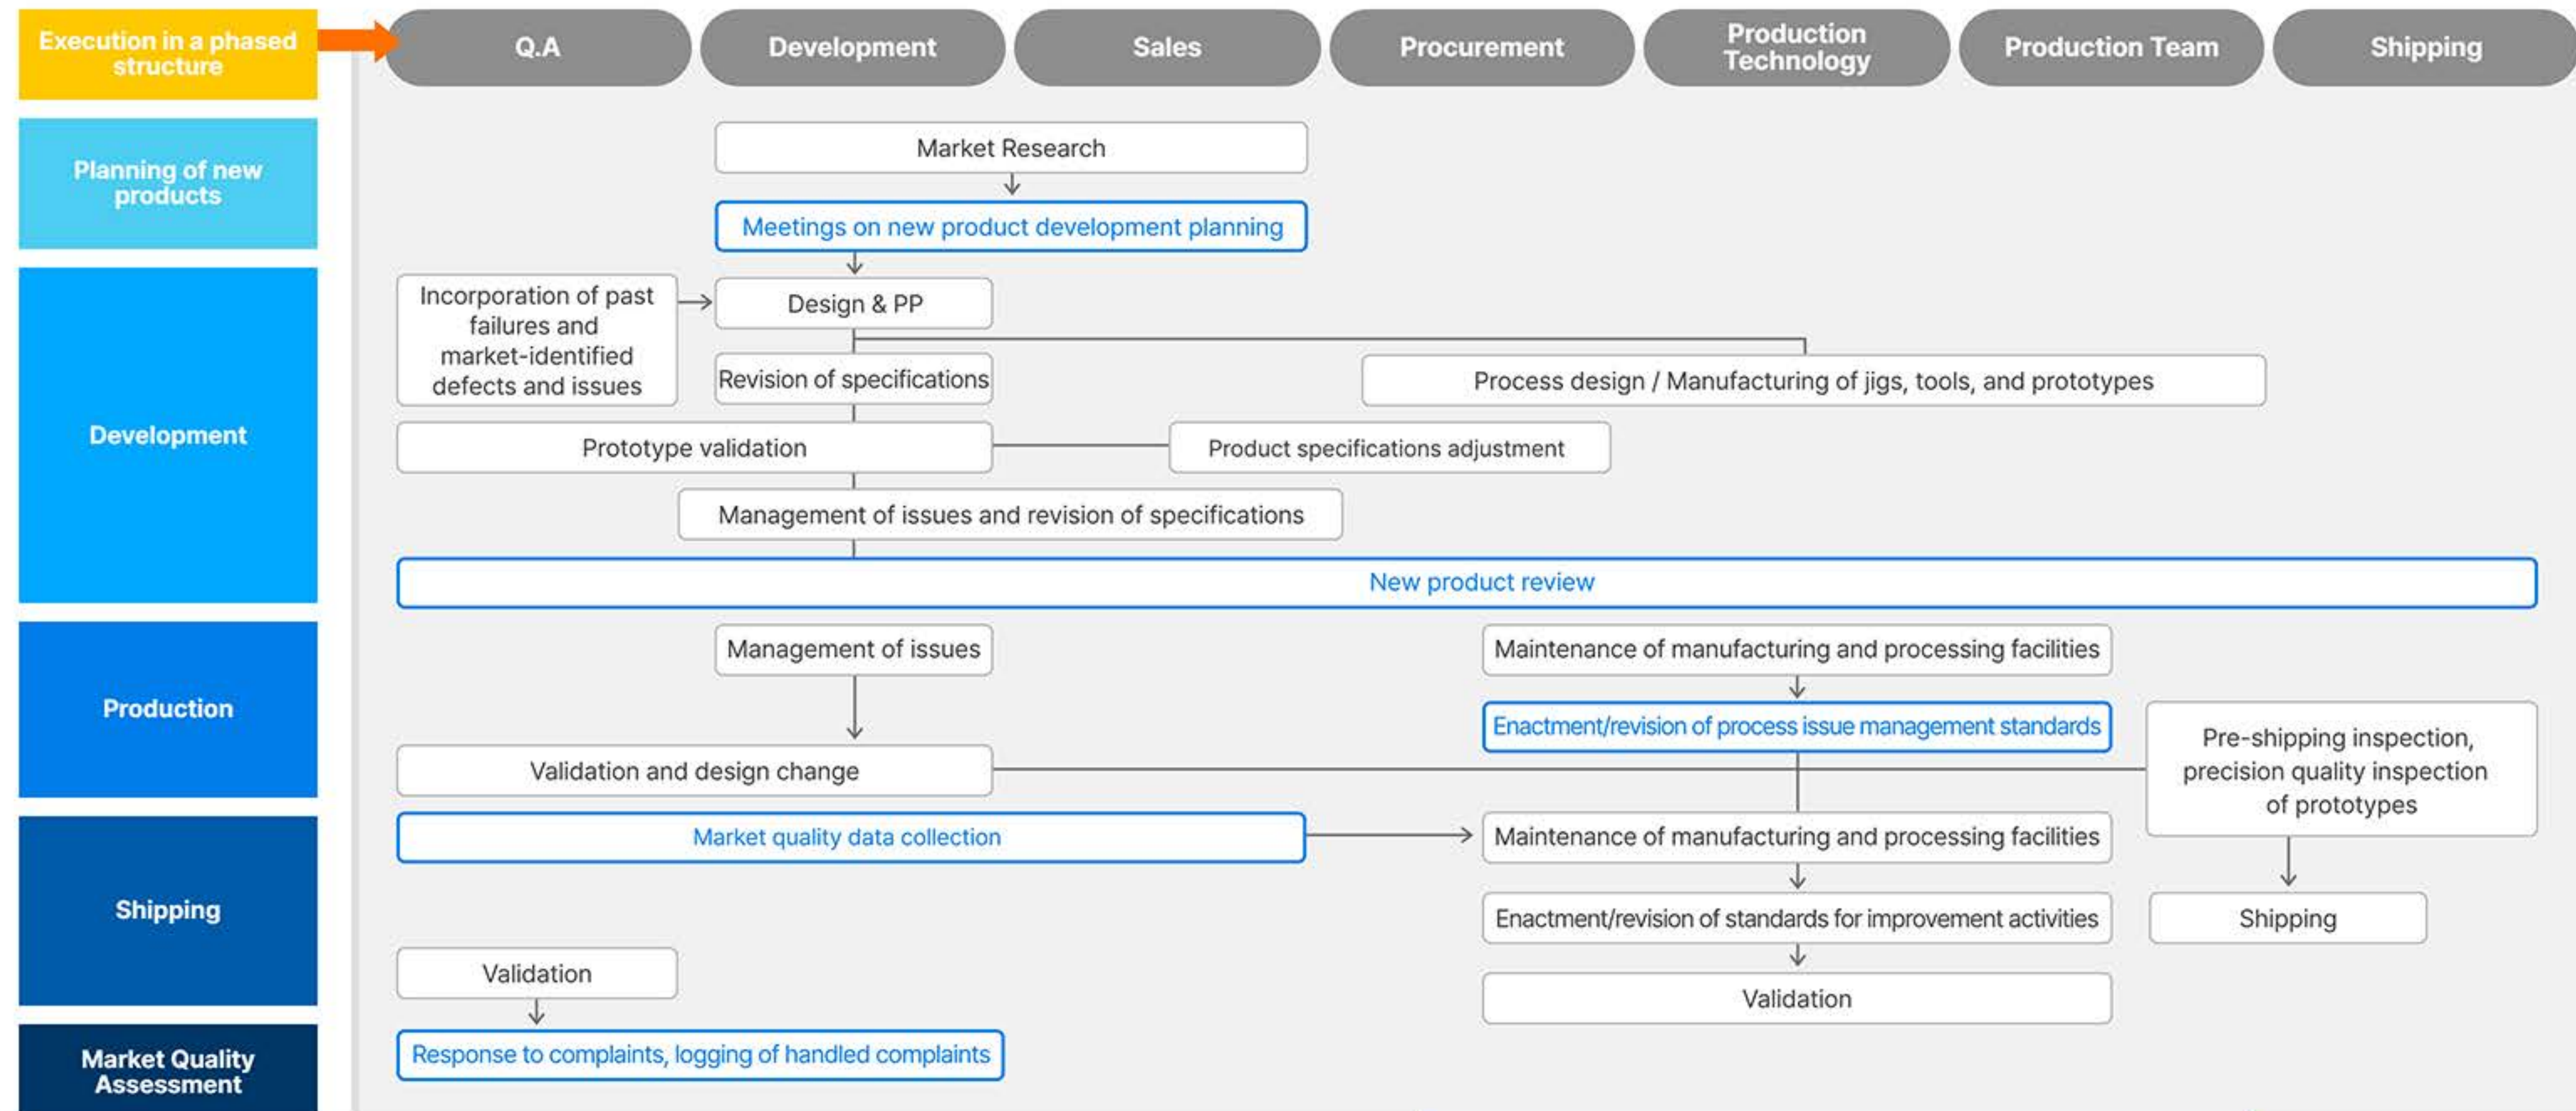 Execution in a phased
structure
Q.A
Development
Sales
Procurement
Production
Technology
Production Team
Shipping
Planning of new
products
Market Research
Meetings on new product development planning
Development
Incorporation of past
failures and
market-identified
defects and issues
Design & PP
Revision of specifications
Process design / Manufacturing of jigs, tools, and prototypes
Prototype validation
Product specifications adjustment
Management of issues and revision of specifications
New product review
Production
Management of issues
Maintenance of manufacturing and processing facilities
Enactment/revision of process issue management standards
Pre-shipping inspection,
precision quality inspection
of prototypes
Validation and design change
Shipping
Market quality data collection
Maintenance of manufacturing and processing facilities
Enactment/revision of standards for improvement activities
Shipping
Validation
Validation
Market Quality
Assessment
Response to complaints, logging of handled complaints